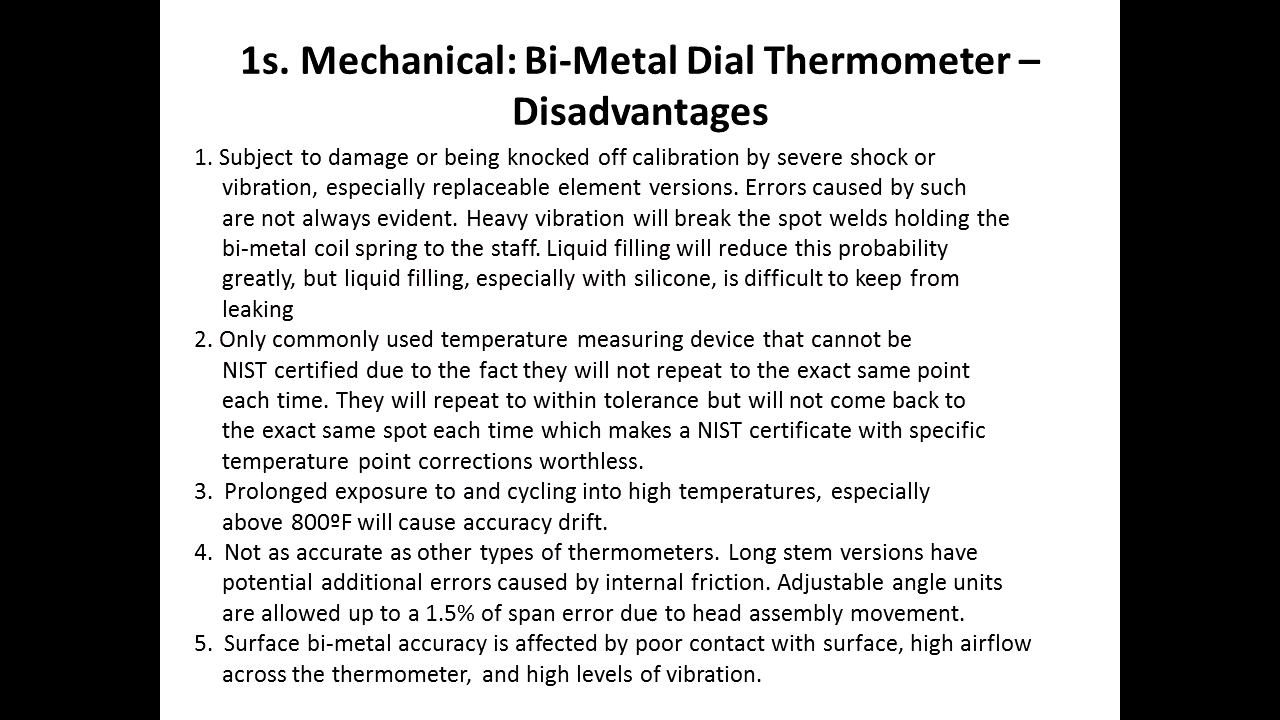 1s. Mechanical: Bi-Metal Dial Thermometer –
Disadvantages
1. Subject to damage or being knocked off calibration by severe shock or
vibration, especially replaceable element versions. Errors caused by such
are not always evident. Heavy vibration will break the spot welds holding the
bi-metal coil spring to the staff. Liquid filling will reduce this probability
greatly, but liquid filling, especially with silicone, is difficult to keep from
leaking
2. Only commonly used temperature measuring device that cannot be
NIST certified due to the fact they will not repeat to the exact same point
each time. They will repeat to within tolerance but will not come back to
the exact same spot each time which makes a NIST certificate with specific
temperature point corrections worthless.
3. Prolonged exposure to and cycling into high temperatures, especially
above 800ºF will cause accuracy drift.
4. Not as accurate as other types of thermometers. Long stem versions have
potential additional errors caused by internal friction. Adjustable angle units
are allowed up to a 1.5% of span error due to head assembly movement.
5. Surface bi-metal accuracy is affected by poor contact with surface, high airflow
across the thermometer, and high levels of vibration.